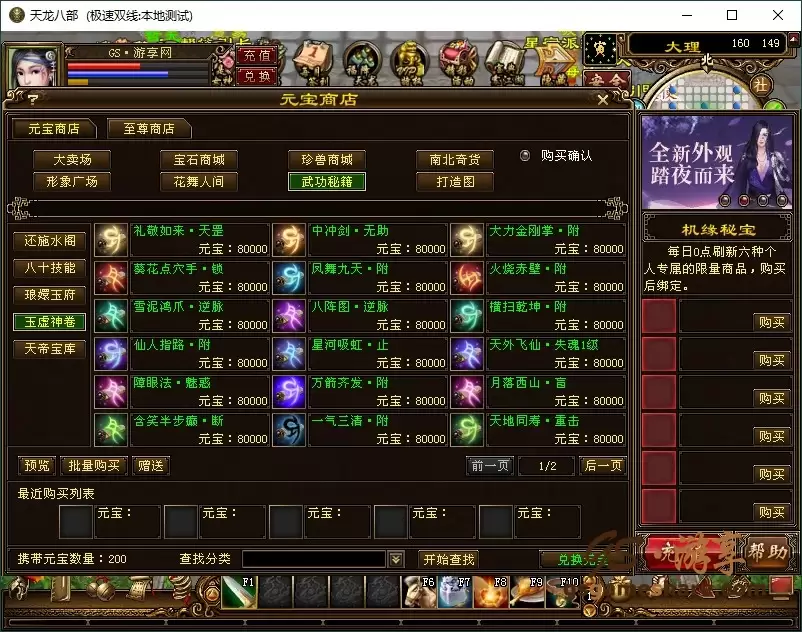 天龙八部 (极速双线:本地测试)
GS·游享网
充值
兑换
大理 160 149
北
社
元宝商店
元宝商店 至尊商店
大卖场 宝石商城 珍兽商城 南北奇货 购买确认
形象广场 花舞人间 武功秘籍 打造图
还施水阁
八十技能
琅嬛玉府
玉虚神卷
天帝宝库
礼敬如来·天罡 中冲剑·无助 大力金刚掌·附
元宝：80000 元宝：80000 元宝：80000
葵花点穴手·锁 凤舞九天·附 火烧赤壁·附
元宝：80000 元宝：80000 元宝：80000
雪泥鸿爪·逆脉 八阵图·逆脉 横扫乾坤·附
元宝：80000 元宝：80000 元宝：80000
仙人指路·附 星河吸虹·止 天外飞仙·失魂1级
元宝：80000 元宝：80000 元宝：80000
障眼法·魅惑 万箭齐发·附 月落西山·盲
元宝：80000 元宝：80000 元宝：80000
含笑半步癫·断 一气三清·附 天地同寿·重击
元宝：80000 元宝：80000 元宝：80000
预览 批量购买 赠送 前一页 1/2 后一页
最近购买列表
元宝： 元宝： 元宝： 元宝： 元宝：
携带元宝数量：200 查找分类 开始查找
全新外观
踏夜而来
机缘秘宝
每日0点刷新六种个
人专属的限量商品，购买
后绑定。
购买
购买
购买
购买
购买
购买
帮助
F1 F6 F7 F8 F9 F10